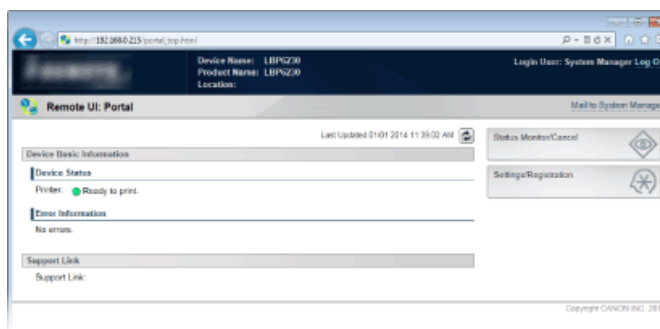 http://192.168.0.215/portal_top.html
Device Name: LBP6230
Product Name: LBP6230
Location:
Login User: System Manager Log O
Remote UI: Portal
Mail to System Manage
Last Updated 01/01 2014 11:39:02 AM
Device Basic Information
Device Status
Printer: Ready to print.
Error Information
No errors.
Support Link
Support Link:
Status Monitor/Cancel
Settings/Registration
Copyright CANON INC. 201